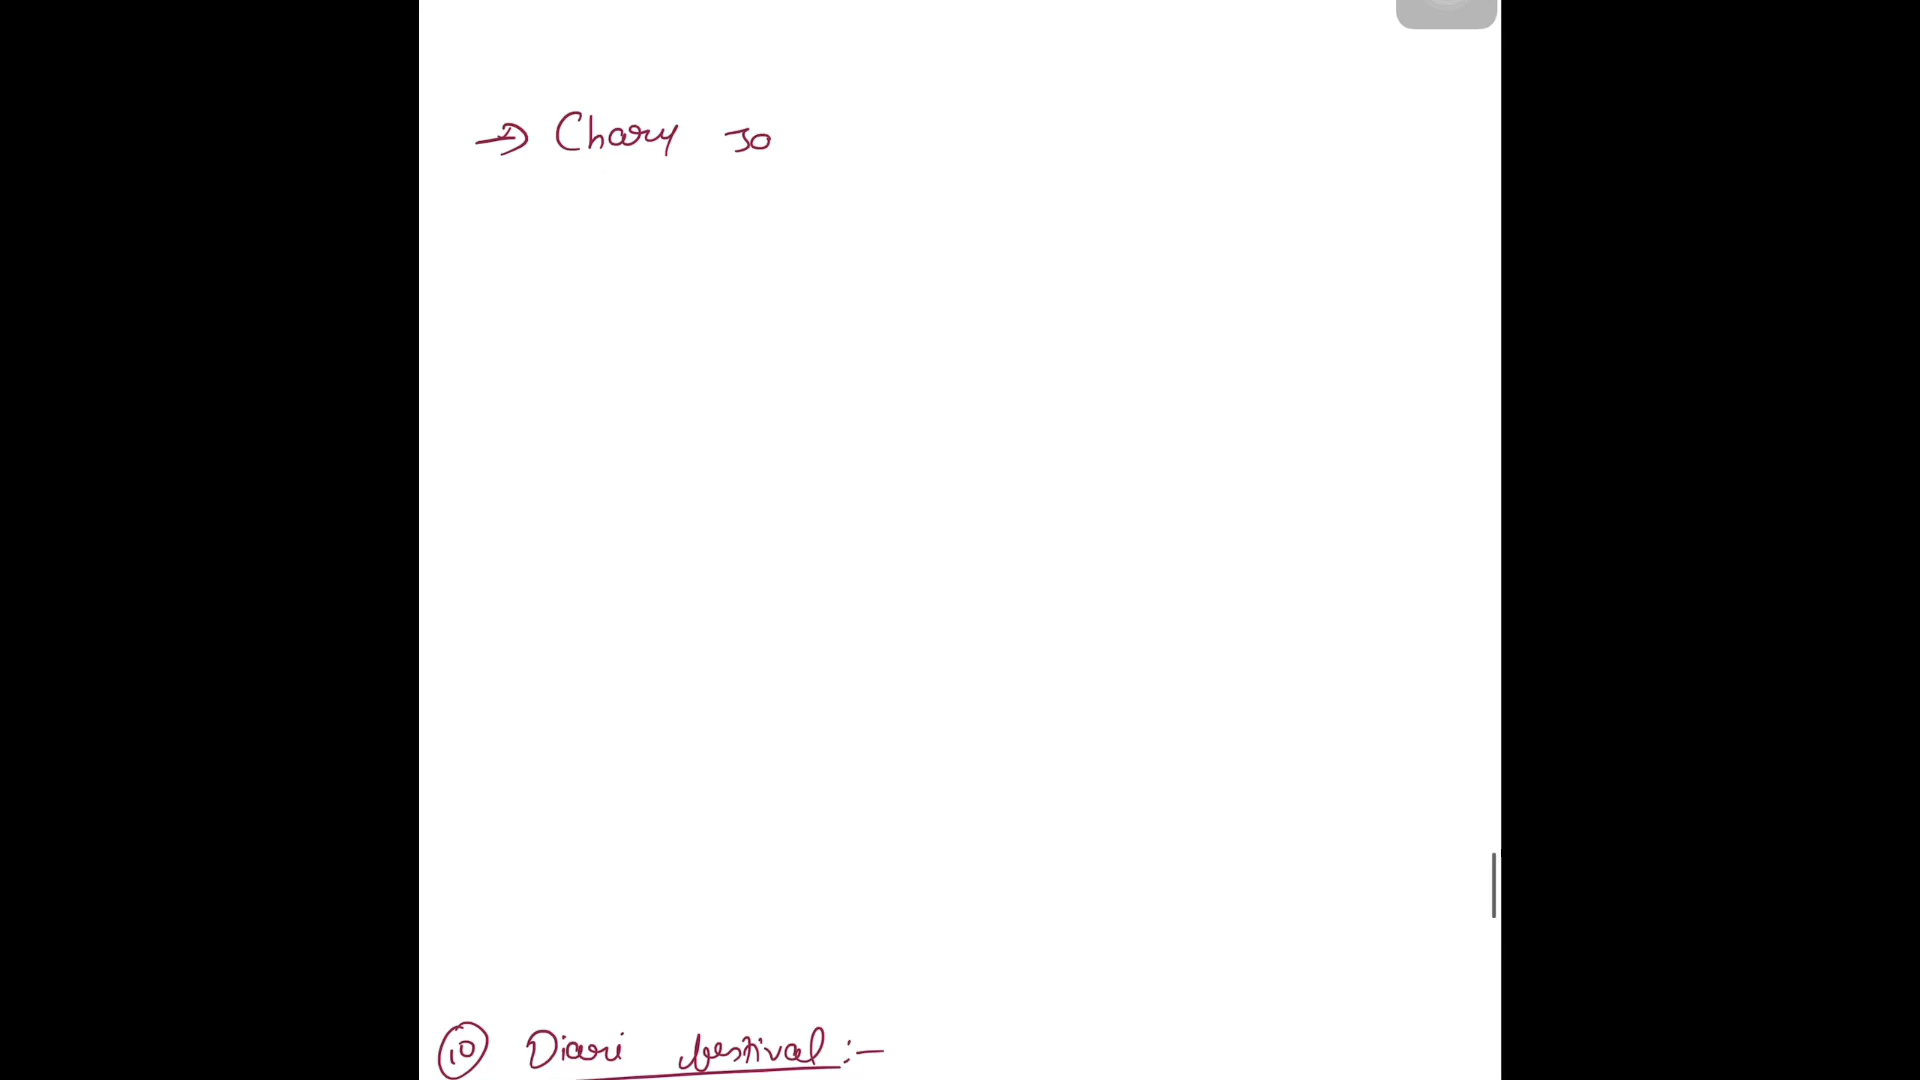 → Chary Jo
10 Diari festival :-